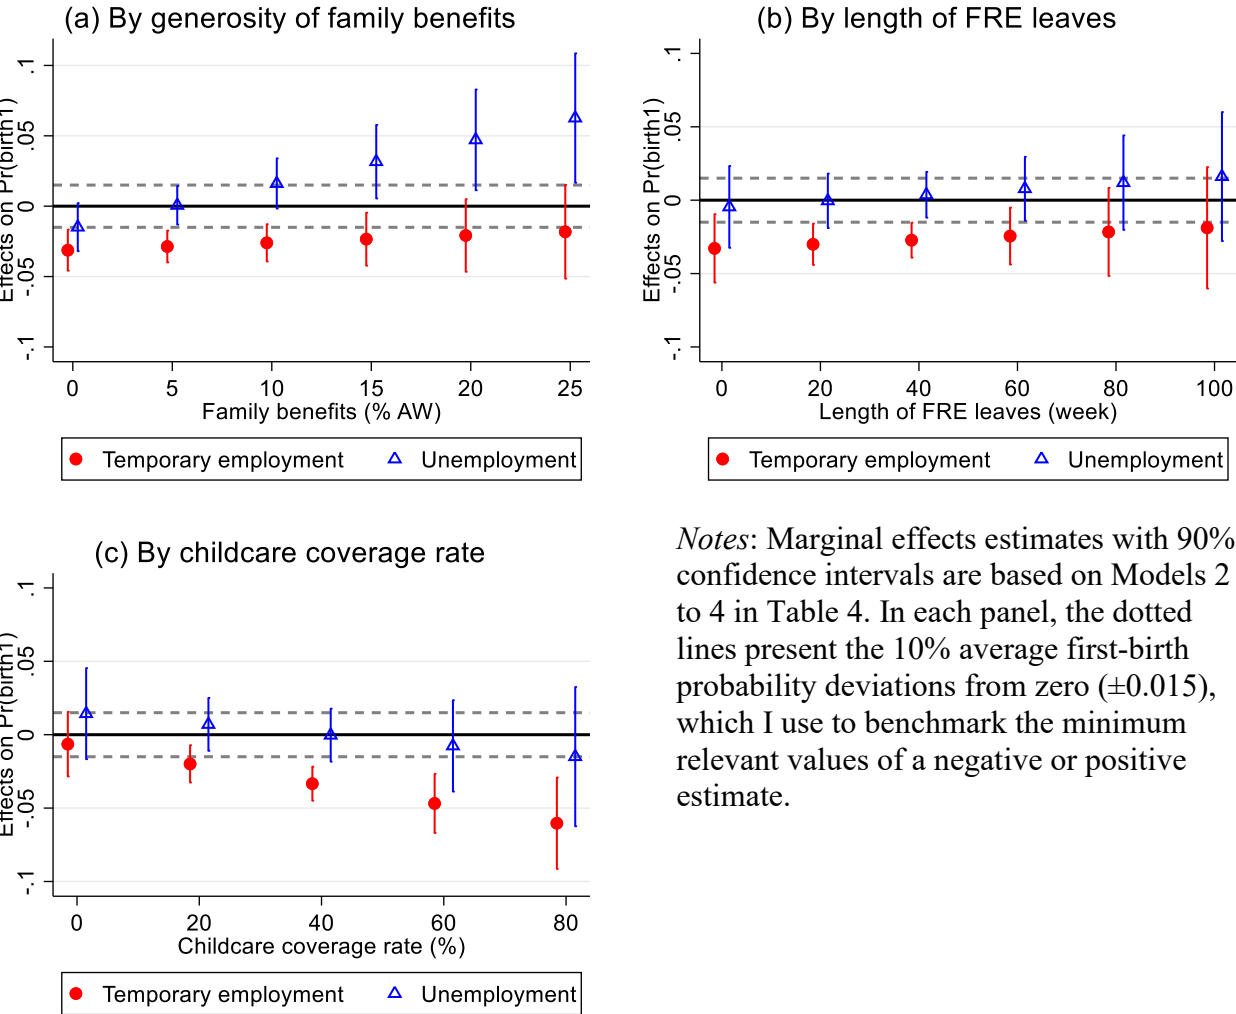 (a) By generosity of family benefits
Effects on Pr(birth1)
.1
.05
0
-.05
-.1
0 5 10 15 20 25
Family benefits (% AW)
Temporary employment Unemployment
(b) By length of FRE leaves
Effects on Pr(birth1)
.1
.05
0
-.05
-.1
0 20 40 60 80 100
Length of FRE leaves (week)
Temporary employment Unemployment
(c) By childcare coverage rate
Effects on Pr(birth1)
.1
.05
0
-.05
-.1
0 20 40 60 80
Childcare coverage rate (%)
Temporary employment Unemployment
Notes: Marginal effects estimates with 90%
confidence intervals are based on Models 2
to 4 in Table 4. In each panel, the dotted
lines present the 10% average first-birth
probability deviations from zero (±0.015),
which I use to benchmark the minimum
relevant values of a negative or positive
estimate.